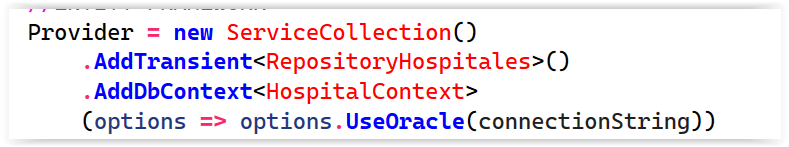 Provider = new ServiceCollection()
.AddTransient<RepositoryHospitales>()
.AddDbContext<HospitalContext>
(options => options.UseOracle(connectionString))